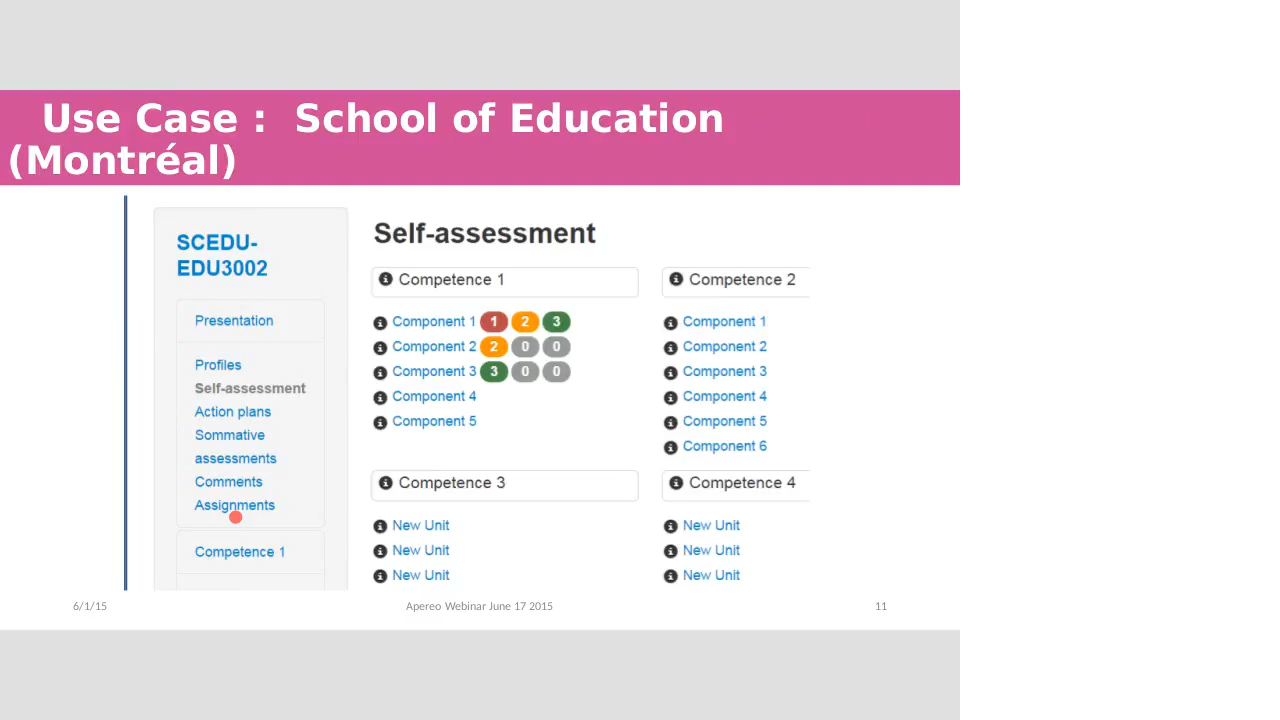 Use Case : School of Education
(Montréal)
SCEDU-
EDU3002
Presentation
Profiles
Self-assessment
Action plans
Sommative
assessments
Comments
Assignments
Competence 1
Self-assessment
Competence 1
Component 1 1 2 3
Component 2 2 0 0
Component 3 3 0 0
Component 4
Component 5
Competence 2
Component 1
Component 2
Component 3
Component 4
Component 5
Component 6
Competence 3
New Unit
New Unit
New Unit
Competence 4
New Unit
New Unit
New Unit
6/1/15
Apereo Webinar June 17 2015
11